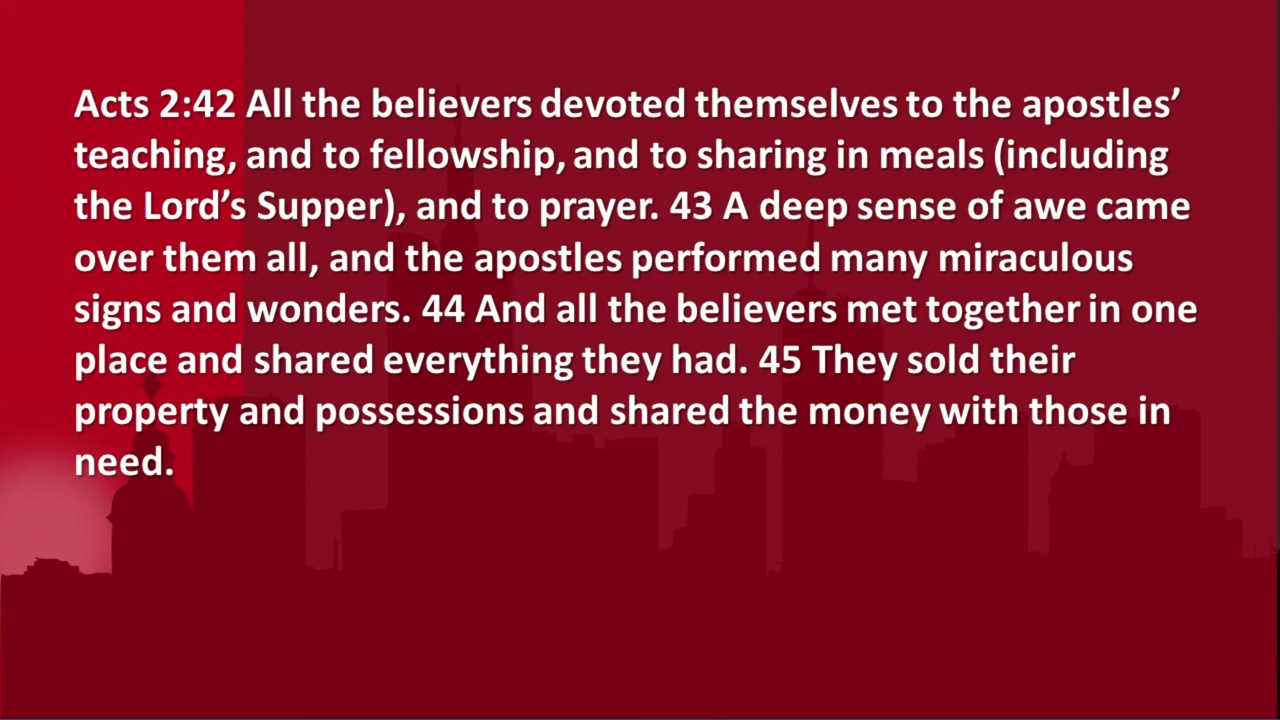 Acts 2:42 All the believers devoted themselves to the apostles’
teaching, and to fellowship, and to sharing in meals (including
the Lord’s Supper), and to prayer. 43 A deep sense of awe came
over them all, and the apostles performed many miraculous
signs and wonders. 44 And all the believers met together in one
place and shared everything they had. 45 They sold their
property and possessions and shared the money with those in
need.